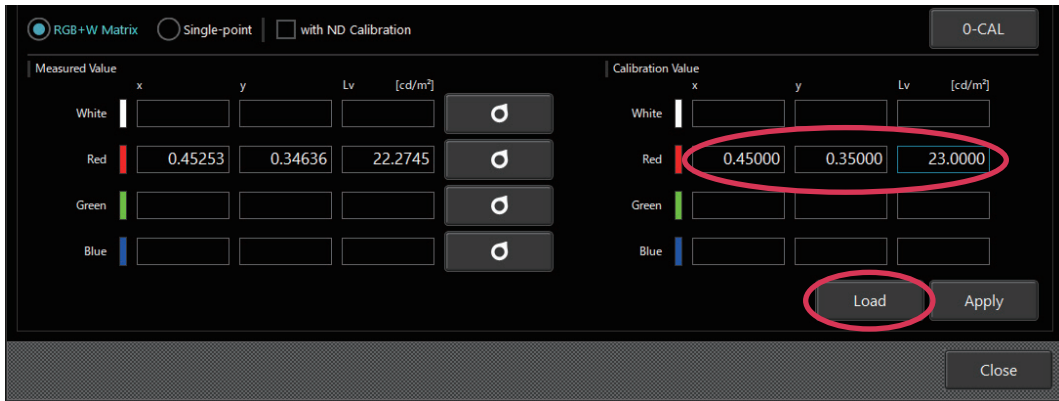 RGB+W Matrix Single-point with ND Calibration 0-CAL
Measured Value Calibration Value
x y Lv [cd/m²] x y Lv [cd/m²]
White White
Red 0.45253 0.34636 22.2745 Red 0.45000 0.35000 23.0000
Green Green
Blue Blue
Load Apply
Close